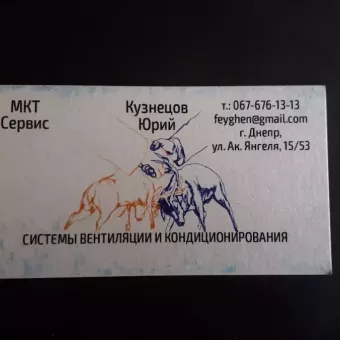 МКТ
Сервис
Кузнецов
Юрий
т.: 067-676-13-13
feyghen@gmail.com
г. Днепр,
ул. Ак. Янгеля, 15/53
СИСТЕМЫ ВЕНТИЛЯЦИИ И КОНДИЦИОНИРОВАНИЯ